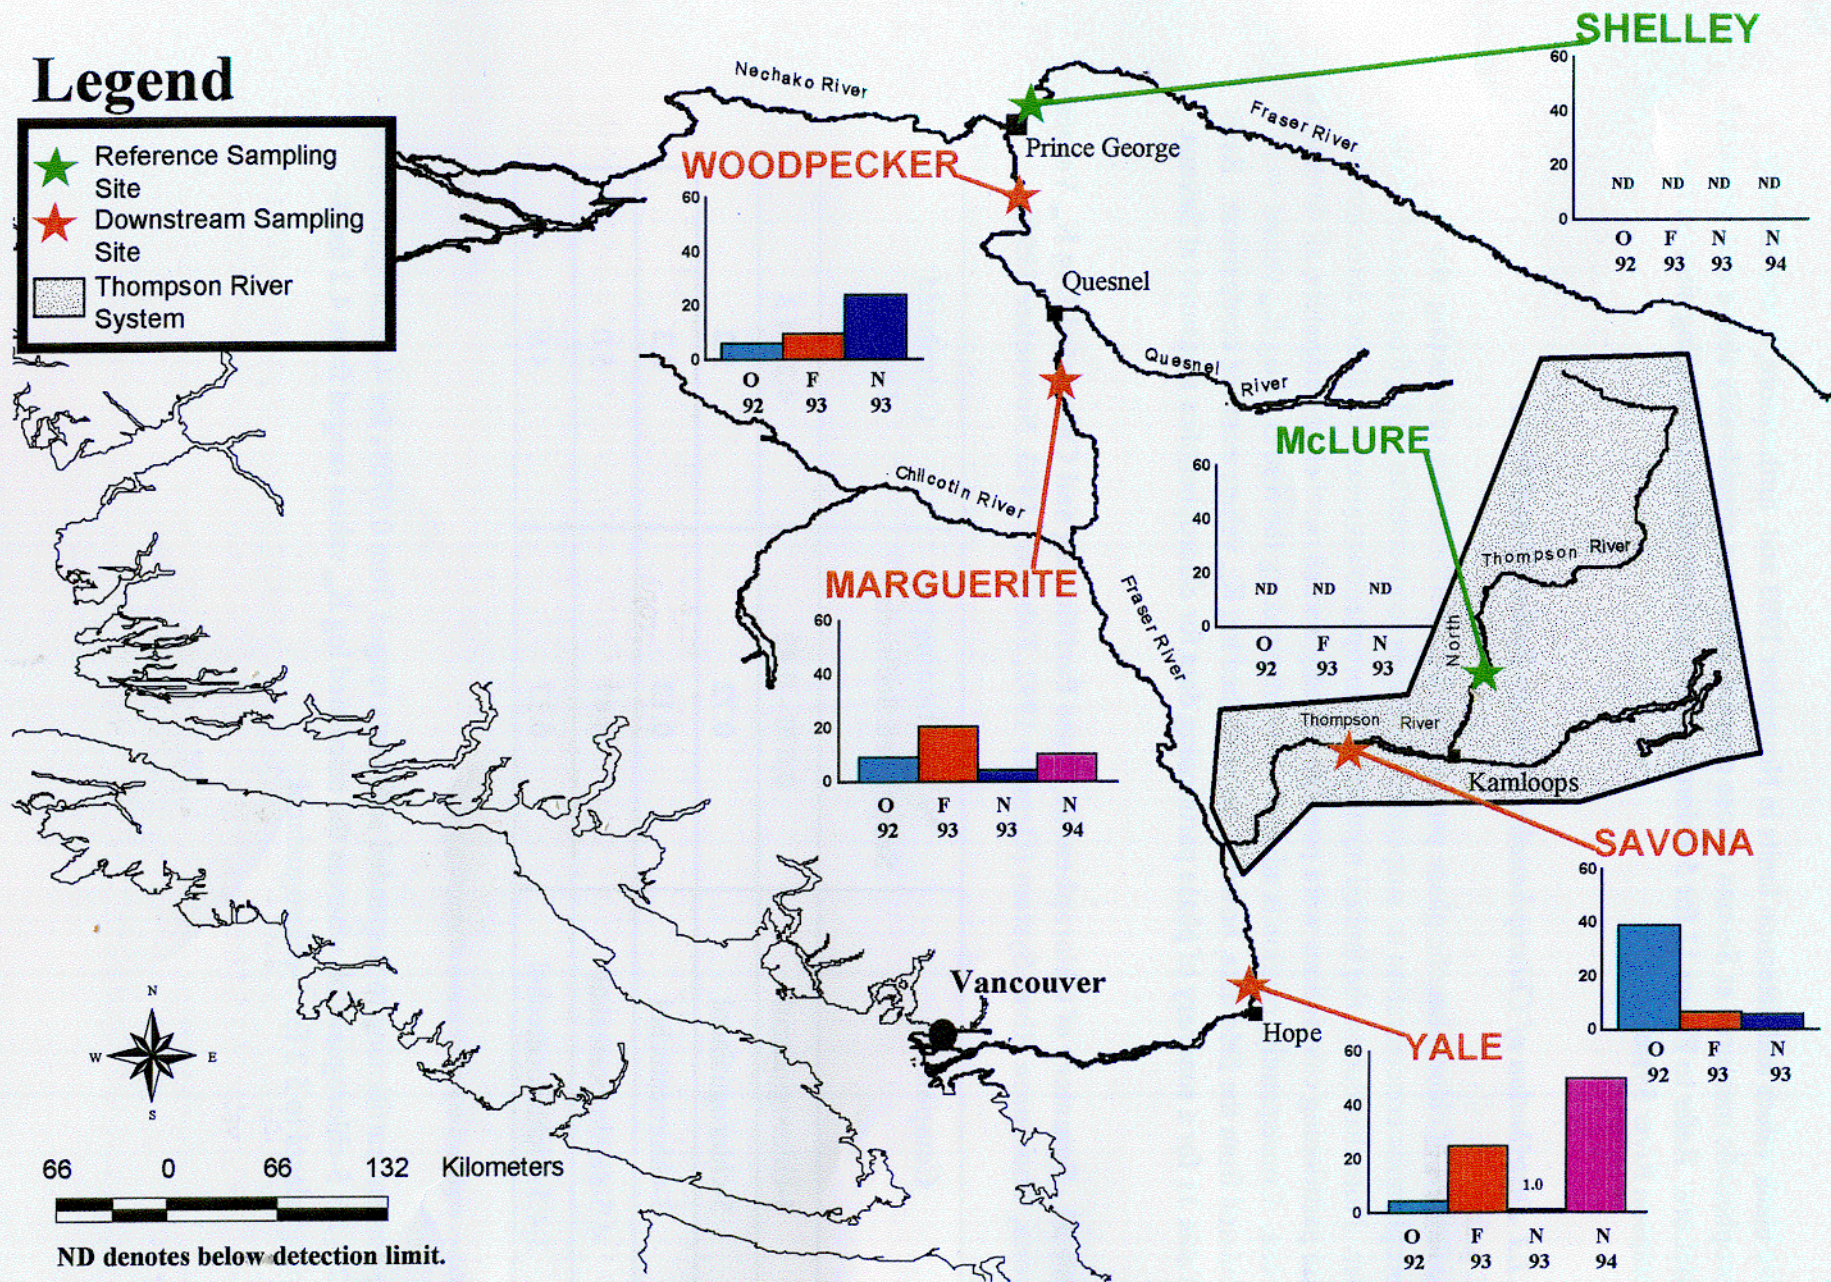 Legend
Reference Sampling
Site
Downstream Sampling
Site
Thompson River
System
Nechako River
SHELLEY
60
40
20
0
ND ND ND ND
O F N N
92 93 93 94
Fraser River
Prince George
WOODPECKER
60
40
20
0
O F N
92 93 93
Quesnel
Quesnel River
McLURE
60
40
20
0
ND ND ND
O F N
92 93 93
North Thompson River
Chilcotin River
MARGUERITE
60
40
20
0
O F N N
92 93 93 94
Fraser River
Thompson River
Kamloops
SAVONA
60
40
20
0
O F N
92 93 93
Vancouver
Hope
YALE
60
40
20
0
1.0
O F N N
92 93 93 94
N
W E
S
66 0 66 132 Kilometers
ND denotes below detection limit.